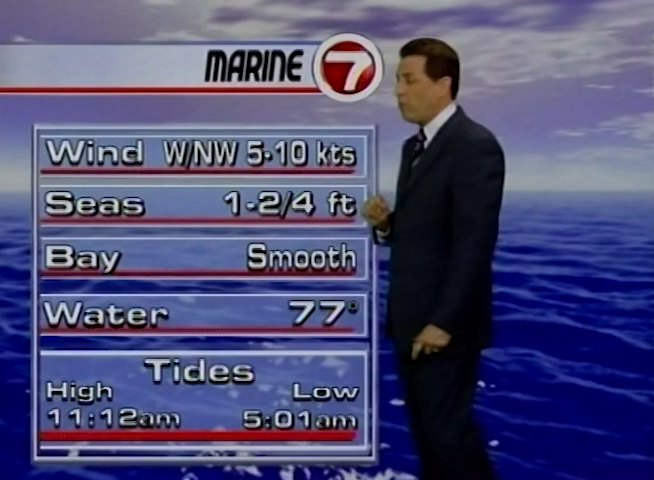 MARINE 7
Wind W/NW 5-10 kts
Seas 1-2/4 ft
Bay Smooth
Water 77°
Tides
High Low
11:12am 5:01am